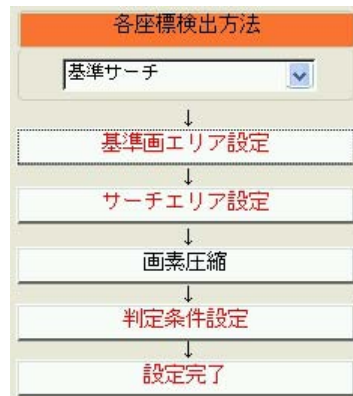 各座標検出方法
基準サーチ
↓
基準画エリア設定
↓
サーチエリア設定
↓
画素圧縮
↓
判定条件設定
↓
設定完了